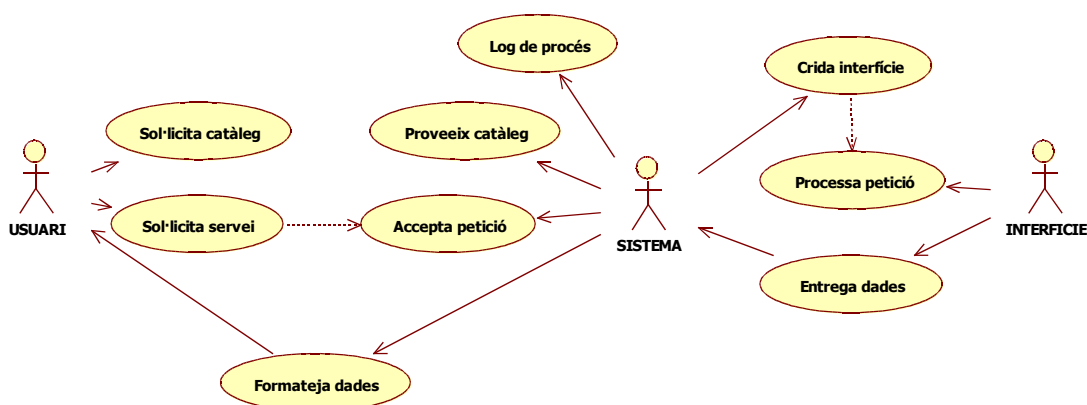 Log de procés
Crida interfície
Sol·licita catàleg
Proveeix catàleg
Processa petició
USUARI
Sol·licita servei
Accepta petició
SISTEMA
INTERFICIE
Entrega dades
Formateja dades